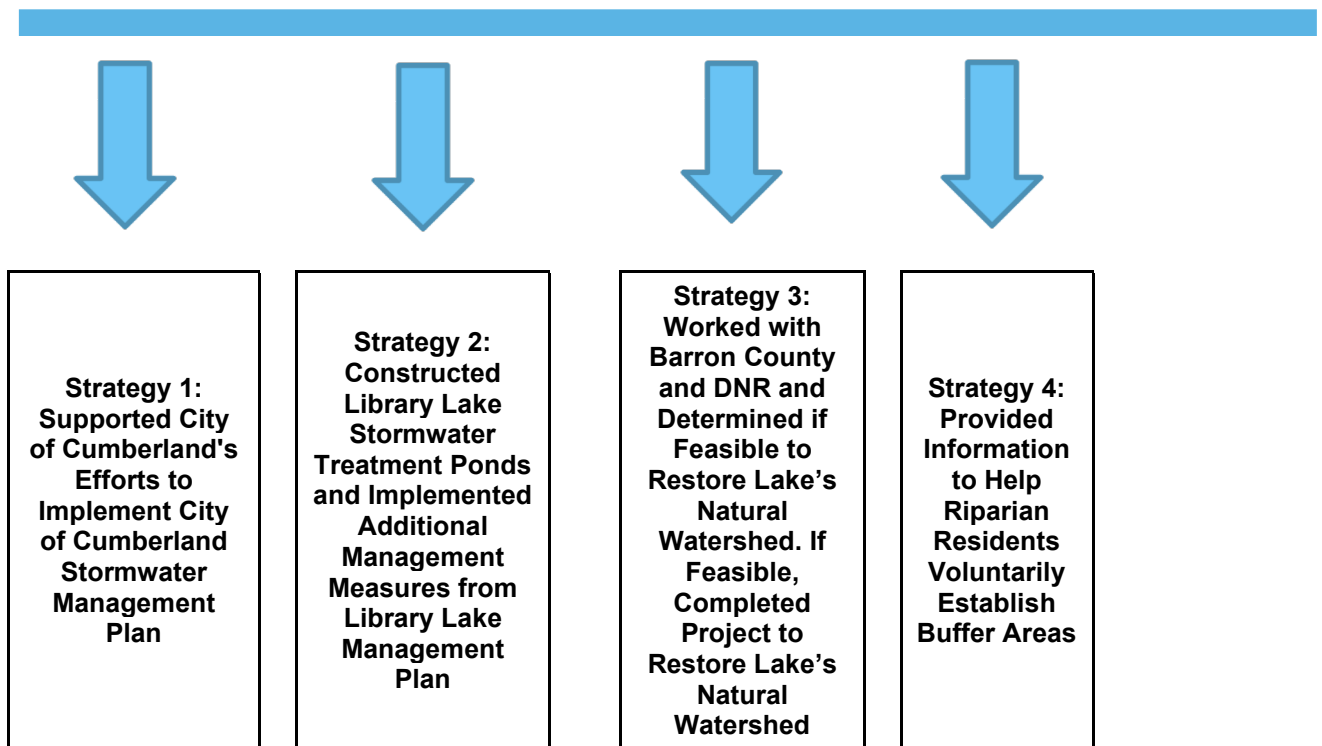 Strategy 1:
Supported City
of Cumberland's
Efforts to
Implement City
of Cumberland
Stormwater
Management
Plan
Strategy 2:
Constructed
Library Lake
Stormwater
Treatment Ponds
and Implemented
Additional
Management
Measures from
Library Lake
Management
Plan
Strategy 3:
Worked with
Barron County
and DNR and
Determined if
Feasible to
Restore Lake’s
Natural
Watershed. If
Feasible,
Completed
Project to
Restore Lake’s
Natural
Watershed
Strategy 4:
Provided
Information
to Help
Riparian
Residents
Voluntarily
Establish
Buffer Areas